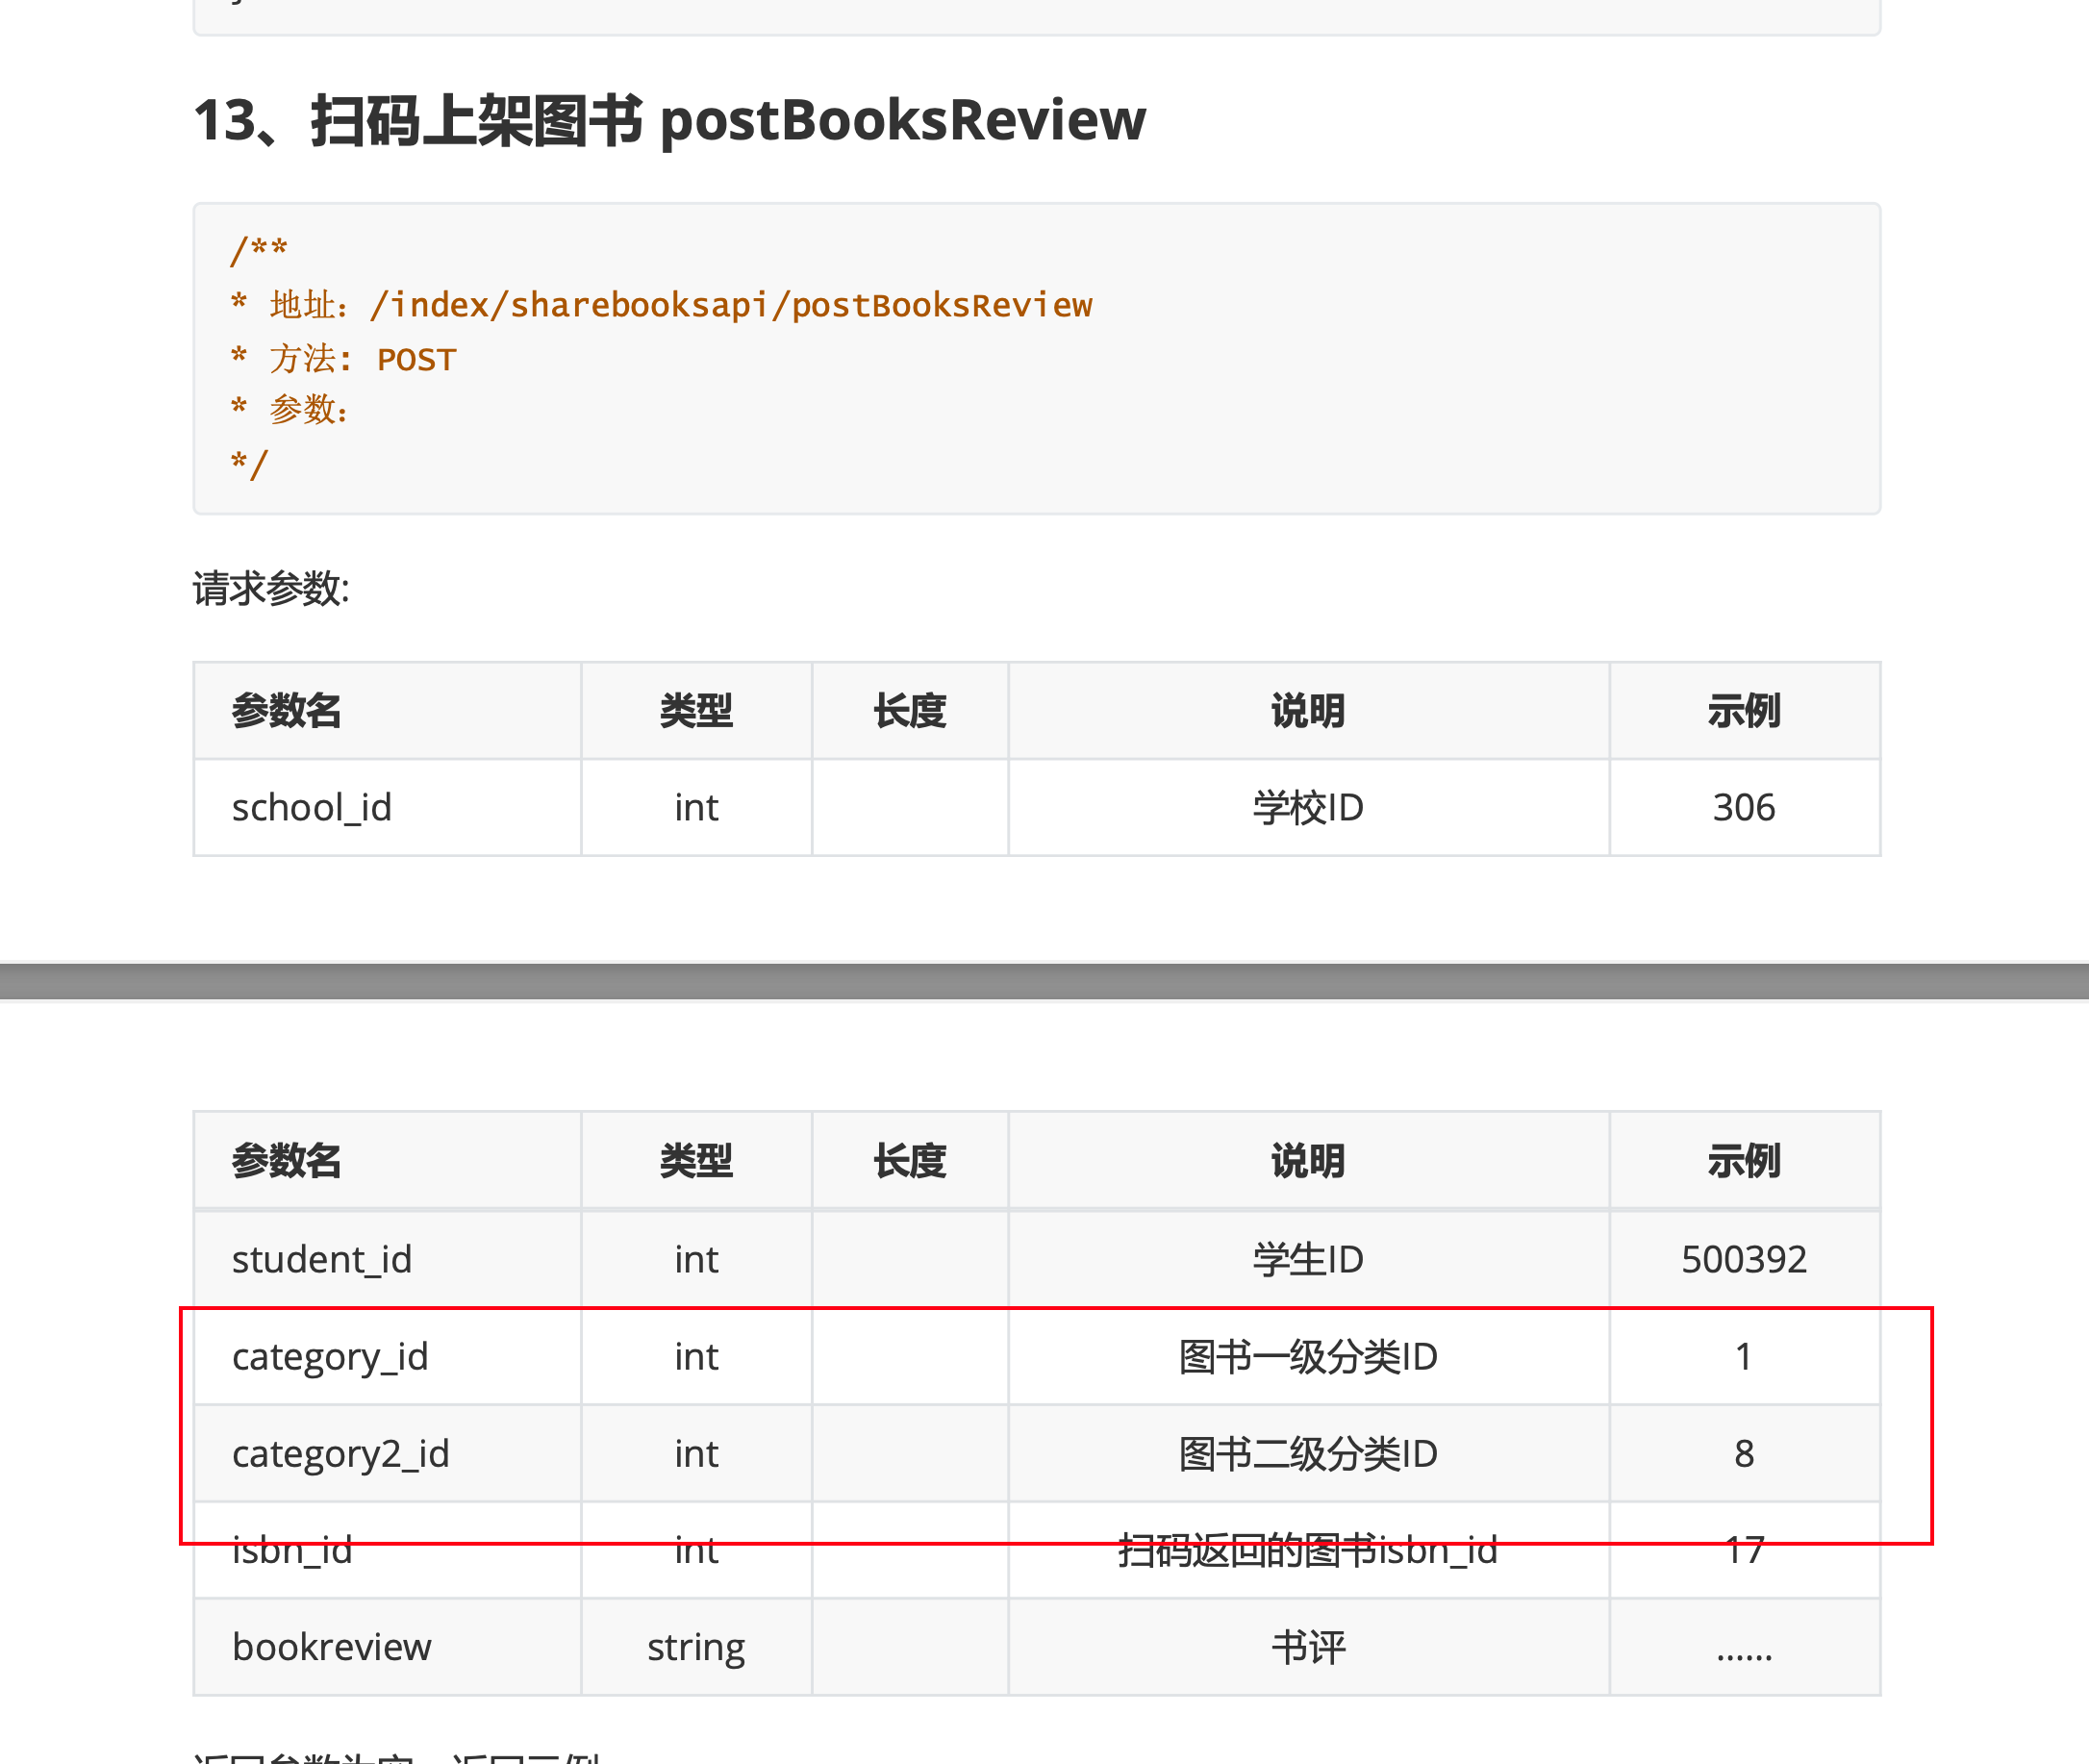 13、扫码上架图书 postBooksReview
/**
* 地址：/index/sharebooksapi/postBooksReview
* 方法: POST
* 参数：
*/
请求参数:
参数名 类型 长度 说明 示例
school_id int 学校ID 306
参数名 类型 长度 说明 示例
student_id int 学生ID 500392
category_id int 图书一级分类ID 1
category2_id int 图书二级分类ID 8
isbn_id int 扫码返回的图书isbn_id 17
bookreview string 书评 ......